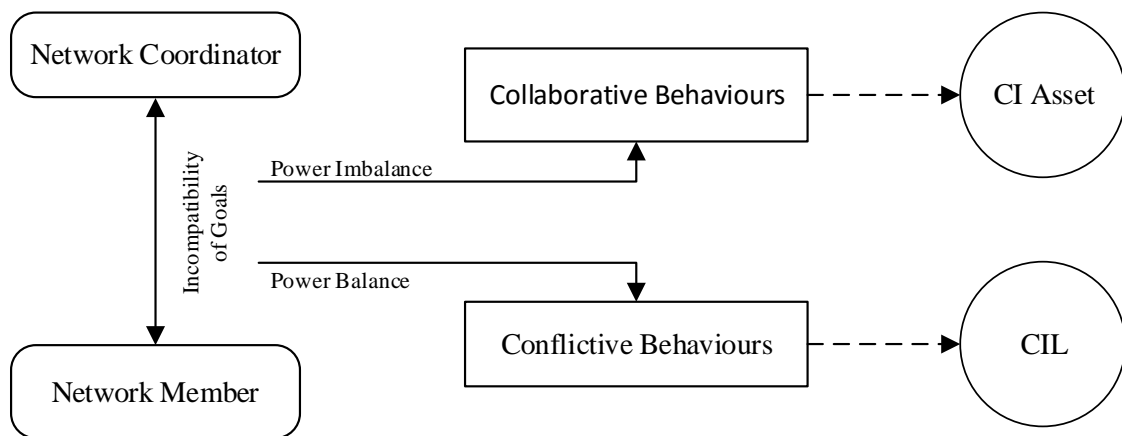 Network Coordinator
Collaborative Behaviours
CI Asset
Power Imbalance
Incompatibility
of Goals
Power Balance
Conflictive Behaviours
CIL
Network Member